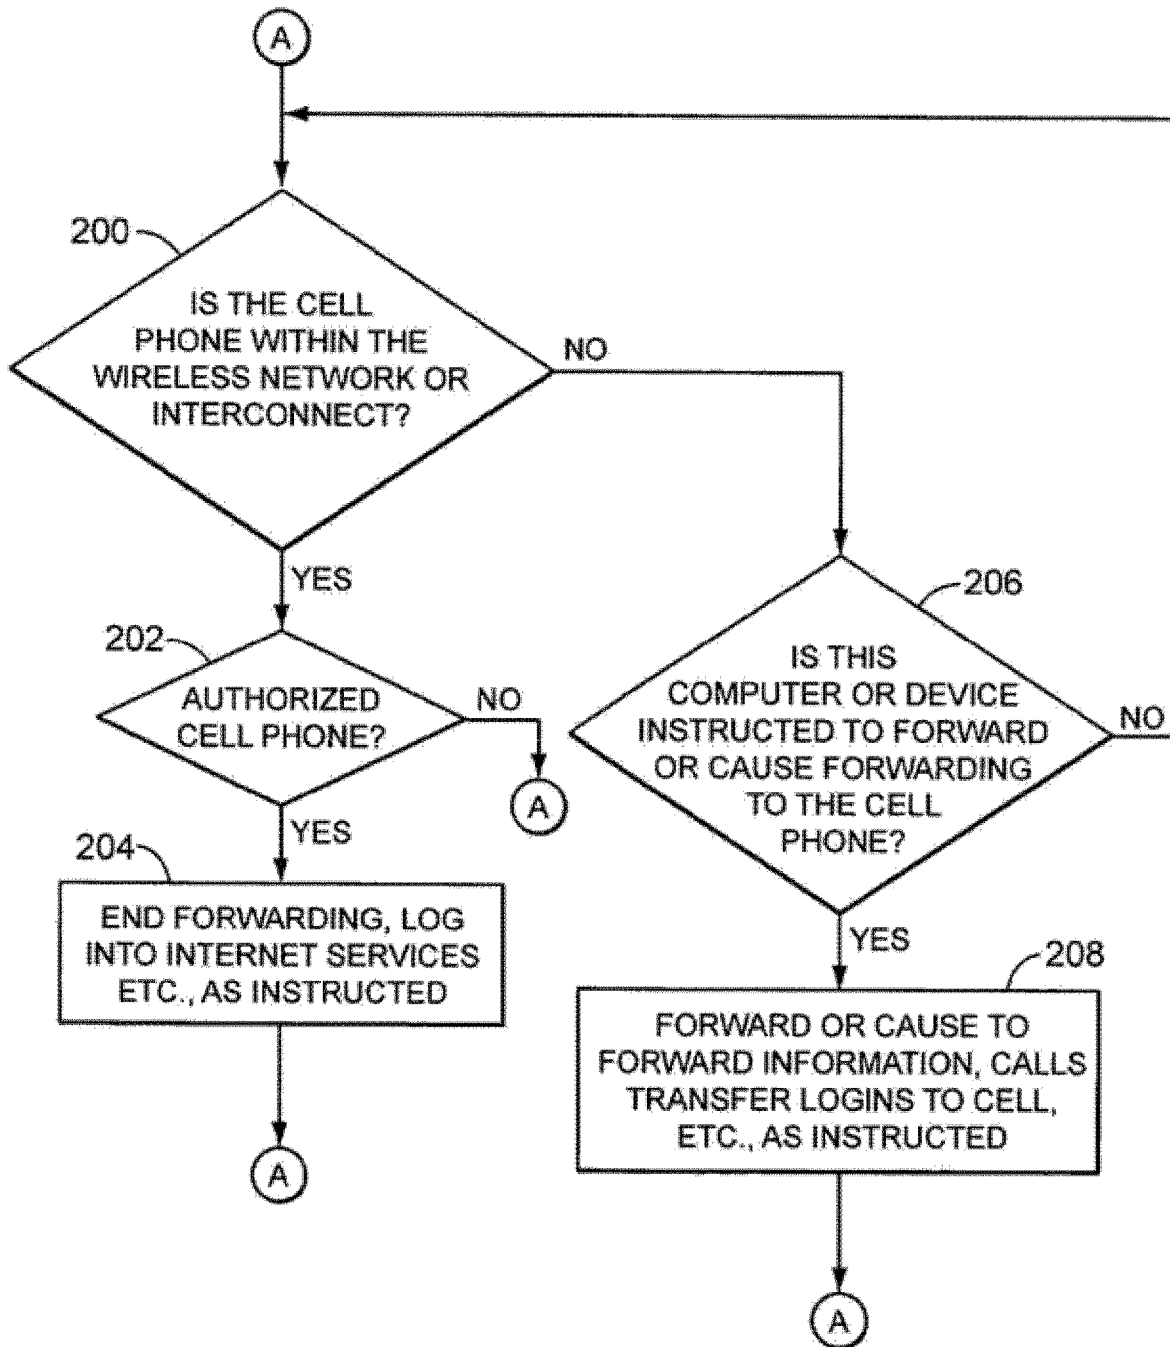 A
200
IS THE CELL
PHONE WITHIN THE
WIRELESS NETWORK OR
INTERCONNECT?
NO
YES
202
AUTHORIZED
CELL PHONE?
NO
A
YES
204
END FORWARDING, LOG
INTO INTERNET SERVICES
ETC., AS INSTRUCTED
A
206
IS THIS
COMPUTER OR DEVICE
INSTRUCTED TO FORWARD
OR CAUSE FORWARDING
TO THE CELL
PHONE?
NO
YES
208
FORWARD OR CAUSE TO
FORWARD INFORMATION, CALLS
TRANSFER LOGINS TO CELL,
ETC., AS INSTRUCTED
A